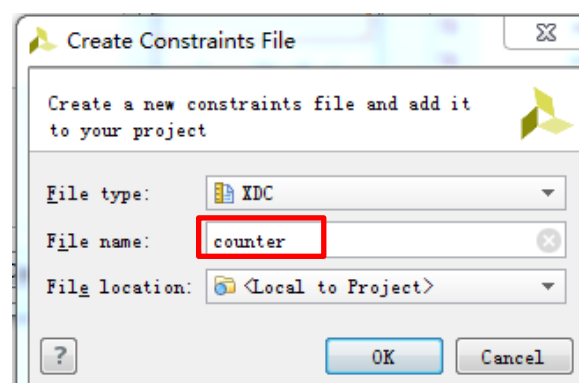 Create Constraints File
Create a new constraints file and add it
to your project
File type: XDC
File name: counter
File location: <Local to Project>
? OK Cancel